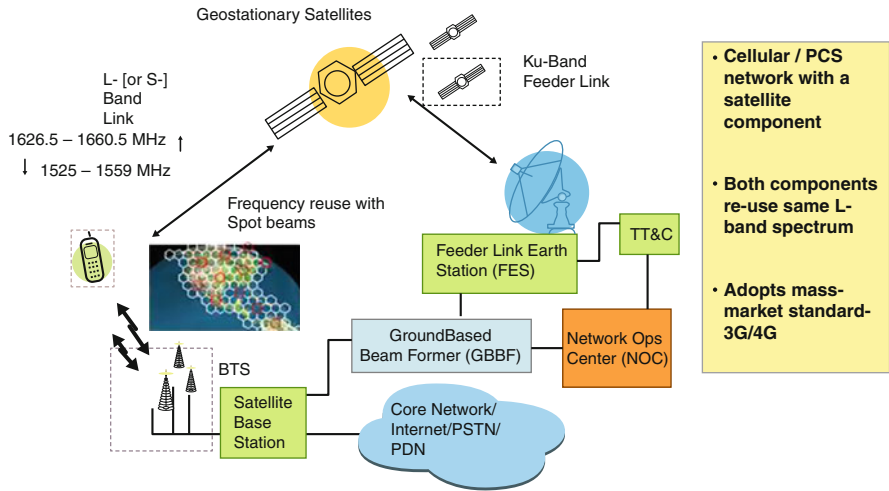 Geostationary Satellites
L- [or S-]
Band
Link
1626.5 – 1660.5 MHz ↑
↓ 1525 – 1559 MHz
Ku-Band
Feeder Link
Frequency reuse with
Spot beams
Feeder Link Earth
Station (FES)
TT&C
GroundBased
Beam Former (GBBF)
Network Ops
Center (NOC)
BTS
Satellite
Base
Station
Core Network/
Internet/PSTN/
PDN
• Cellular / PCS
network with a
satellite
component
• Both components
re-use same L-
band spectrum
• Adopts mass-
market standard-
3G/4G